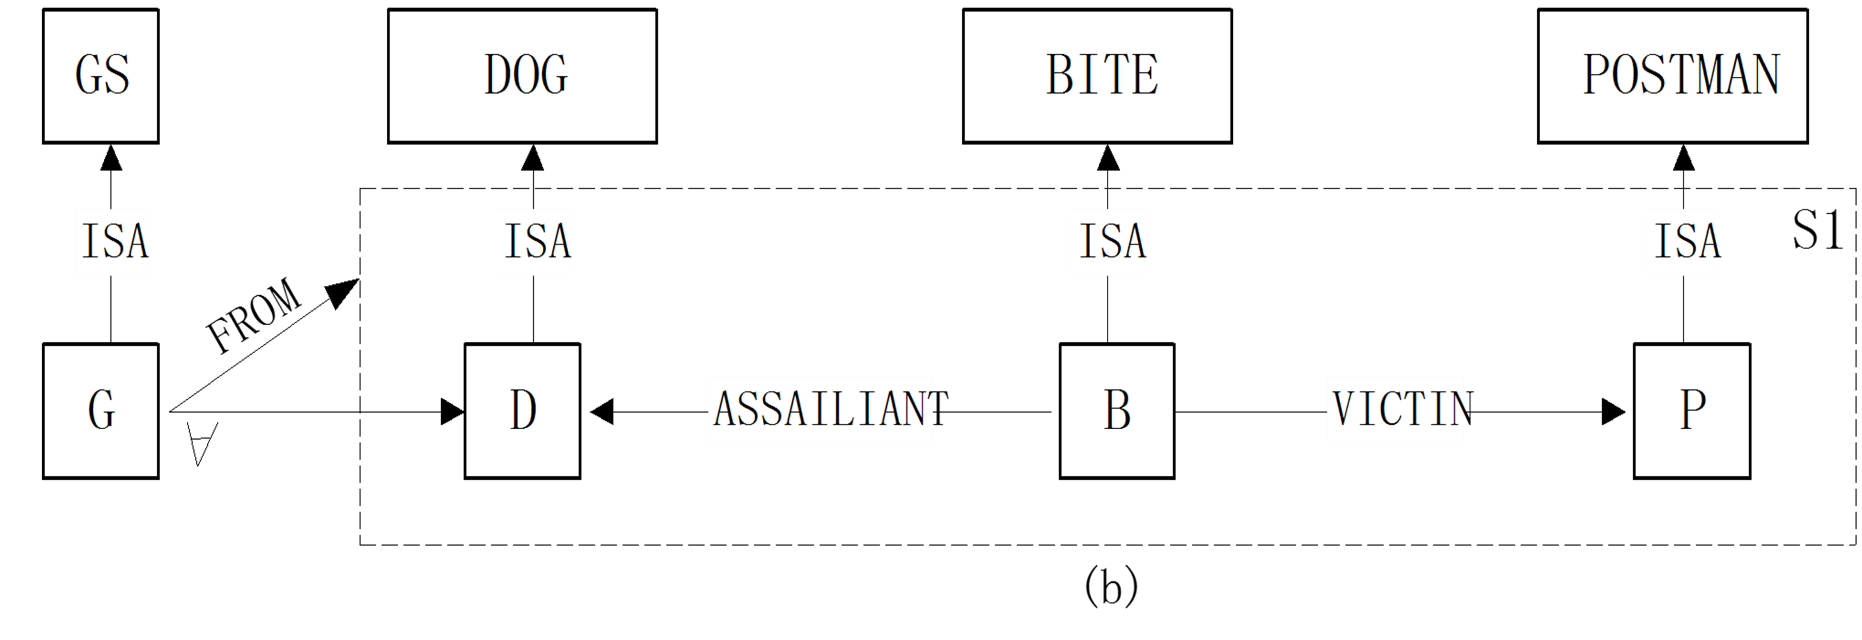 GS DOG BITE POSTMAN
ISA ISA ISA ISA S1
FROM
G D ASSAILIANT B VICTIN P
∀
(b)